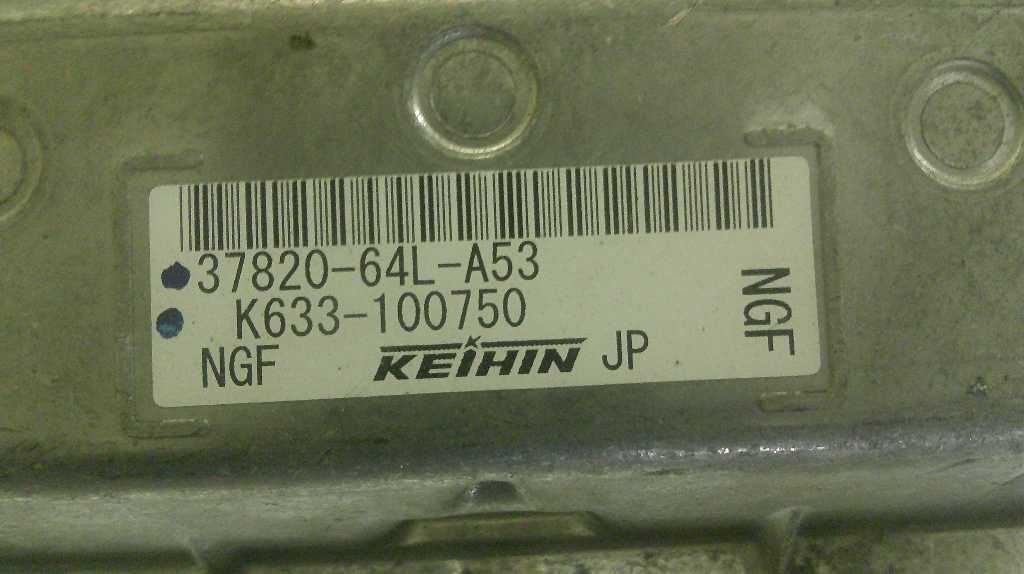 37820-64L-A53
K633-100750
NGF KEIHIN JP
NGF